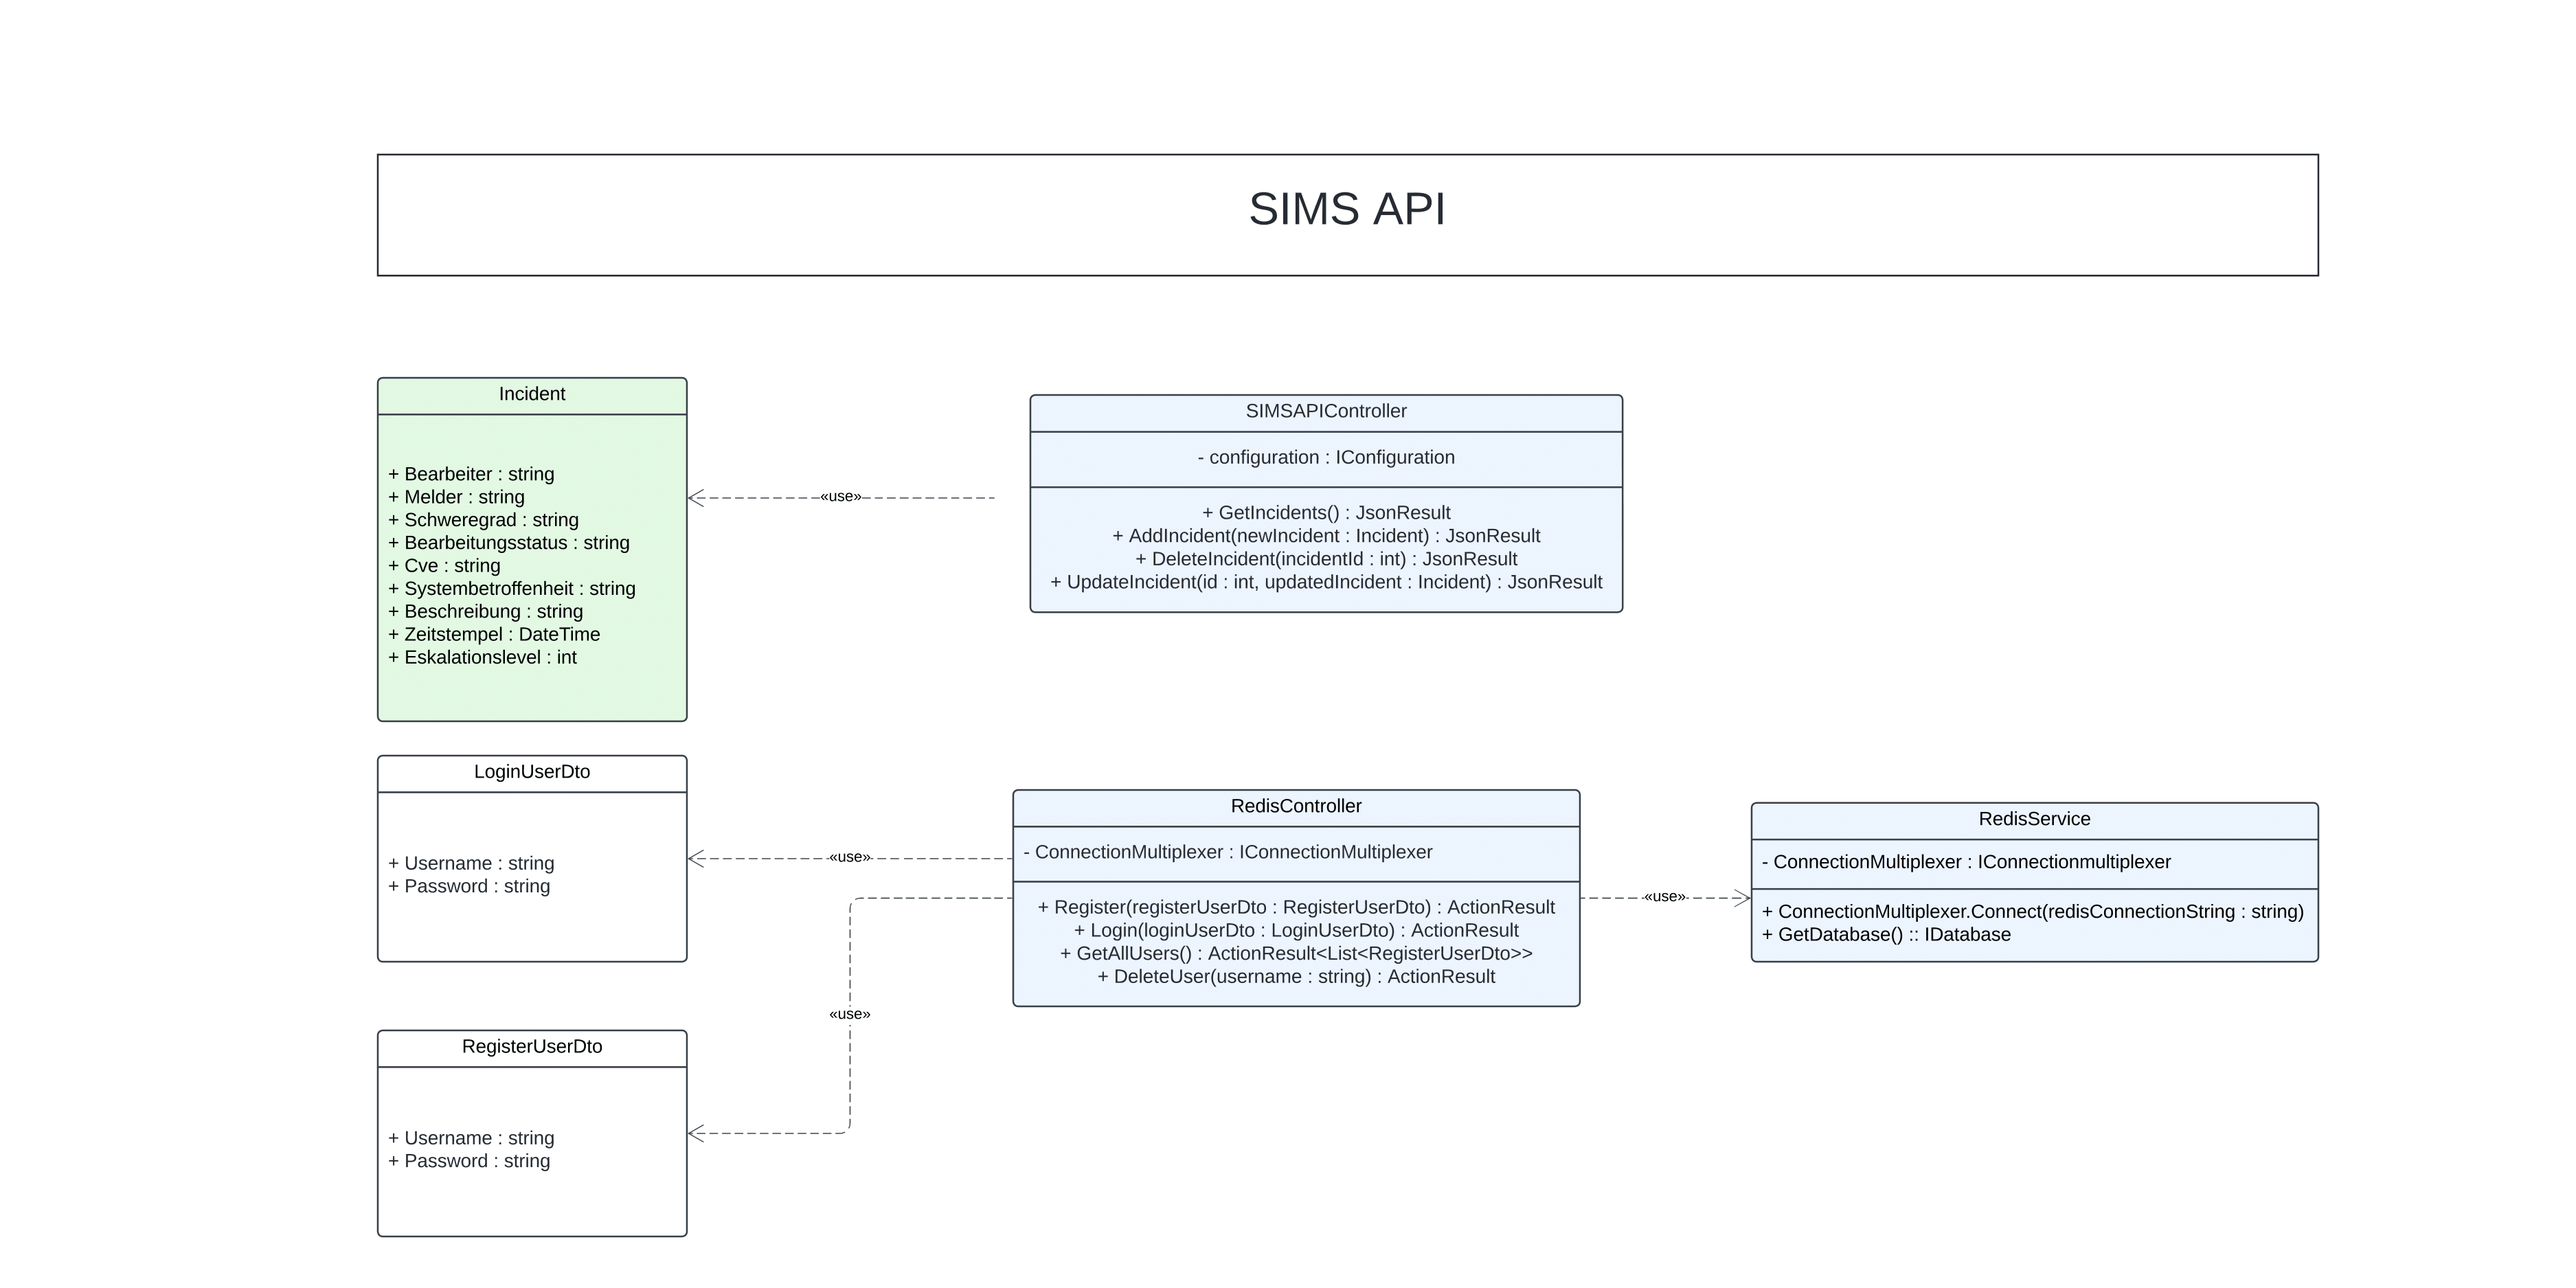 SIMS API
Incident
+ Bearbeiter : string
+ Melder : string
+ Schweregrad : string
+ Bearbeitungsstatus : string
+ Cve : string
+ Systembetroffenheit : string
+ Beschreibung : string
+ Zeitstempel : DateTime
+ Eskalationslevel : int
«use»
SIMSAPIController
- configuration : IConfiguration
+ GetIncidents() : JsonResult
+ AddIncident(newIncident : Incident) : JsonResult
+ DeleteIncident(incidentId : int) : JsonResult
+ UpdateIncident(id : int, updatedIncident : Incident) : JsonResult
LoginUserDto
+ Username : string
+ Password : string
«use»
RedisController
- ConnectionMultiplexer : IConnectionMultiplexer
+ Register(registerUserDto : RegisterUserDto) : ActionResult
+ Login(loginUserDto : LoginUserDto) : ActionResult
+ GetAllUsers() : ActionResult<List<RegisterUserDto>>
+ DeleteUser(username : string) : ActionResult
«use»
RedisService
- ConnectionMultiplexer : IConnectionmultiplexer
+ ConnectionMultiplexer.Connect(redisConnectionString : string)
+ GetDatabase() :: IDatabase
«use»
RegisterUserDto
+ Username : string
+ Password : string